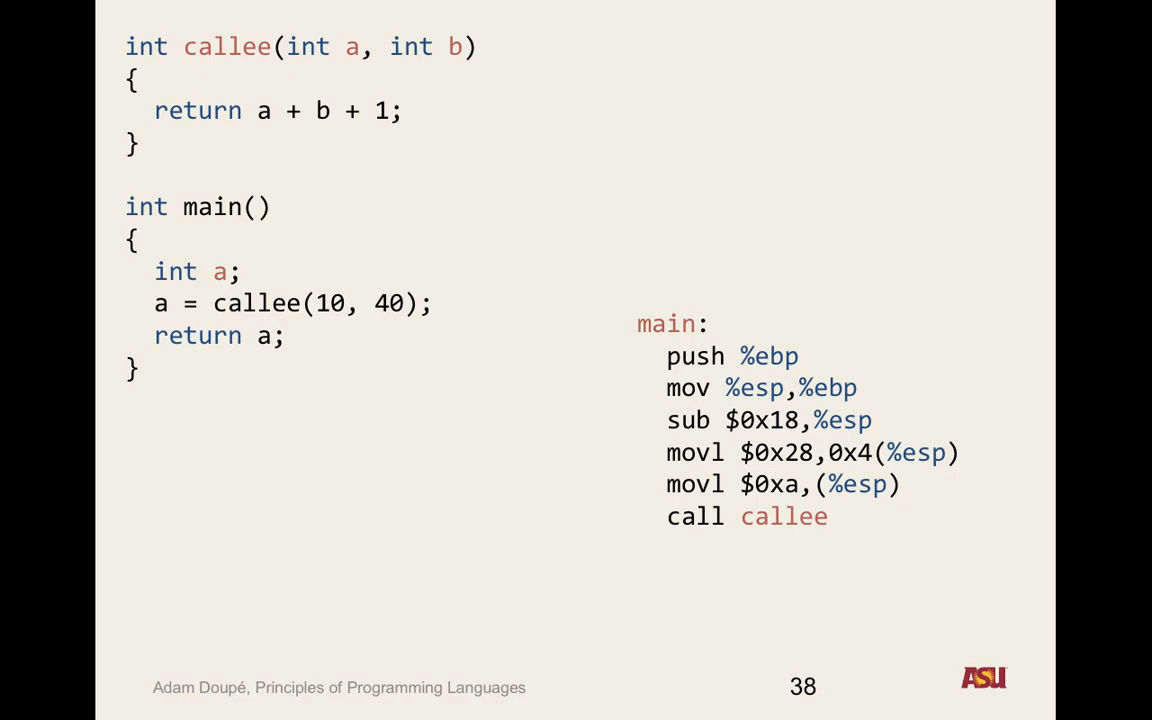 int callee(int a, int b)
{
  return a + b + 1;
}
int main()
{
  int a;
  a = callee(10, 40);
  return a;
}
main:
  push %ebp
  mov %esp,%ebp
  sub $0x18,%esp
  movl $0x28,0x4(%esp)
  movl $0xa,(%esp)
  call callee
Adam Doupé, Principles of Programming Languages
38
ASU